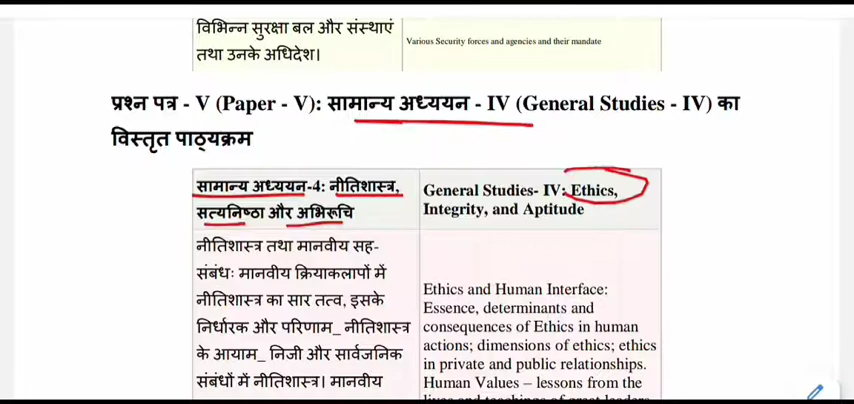 विभिन्न सुरक्षा बल और संस्थाएं
तथा उनके अधिदेश।
Various Security forces and agencies and their mandate
प्रश्न पत्र - V (Paper - V): सामान्य अध्ययन - IV (General Studies - IV) का
विस्तृत पाठ्यक्रम
सामान्य अध्ययन-4: नीतिशास्त्र,
सत्यनिष्ठा और अभिरूचि
General Studies- IV: Ethics,
Integrity, and Aptitude
नीतिशास्त्र तथा मानवीय सह-
संबंधः मानवीय क्रियाकलापों में
नीतिशास्त्र का सार तत्व, इसके
निर्धारक और परिणाम_ नीतिशास्त्र
के आयाम_ निजी और सार्वजनिक
संबंधों में नीतिशास्त्र। मानवीय
Ethics and Human Interface:
Essence, determinants and
consequences of Ethics in human
actions; dimensions of ethics; ethics
in private and public relationships.
Human Values – lessons from the